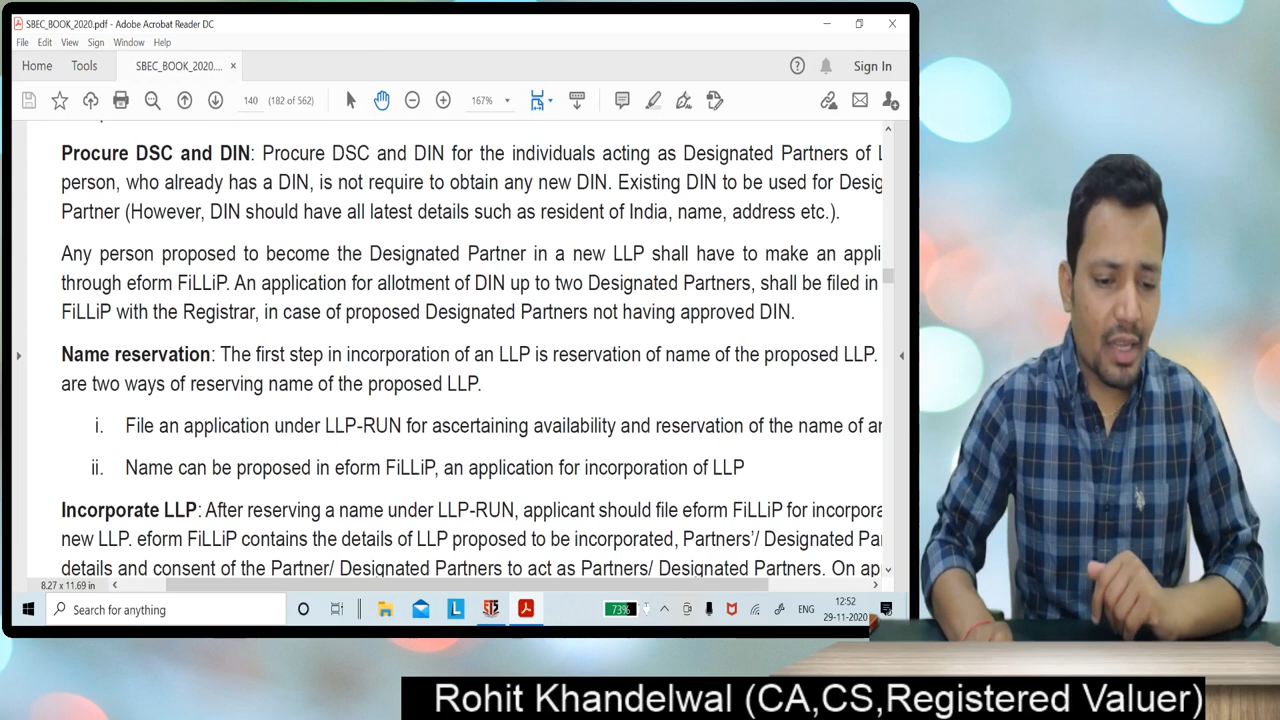 SBEC_BOOK_2020.pdf - Adobe Acrobat Reader DC
File Edit View Sign Window Help
Home Tools SBEC_BOOK_2020.... × Sign In
140 (182 of 562) 167%
Procure DSC and DIN: Procure DSC and DIN for the individuals acting as Designated Partners of L
person, who already has a DIN, is not require to obtain any new DIN. Existing DIN to be used for Desig
Partner (However, DIN should have all latest details such as resident of India, name, address etc.).
Any person proposed to become the Designated Partner in a new LLP shall have to make an appli
through eform FiLLiP. An application for allotment of DIN up to two Designated Partners, shall be filed in
FiLLiP with the Registrar, in case of proposed Designated Partners not having approved DIN.
Name reservation: The first step in incorporation of an LLP is reservation of name of the proposed LLP.
are two ways of reserving name of the proposed LLP.
i. File an application under LLP-RUN for ascertaining availability and reservation of the name of an
ii. Name can be proposed in eform FiLLiP, an application for incorporation of LLP
Incorporate LLP: After reserving a name under LLP-RUN, applicant should file eform FiLLiP for incorpora
new LLP. eform FiLLiP contains the details of LLP proposed to be incorporated, Partners'/ Designated Par
details and consent of the Partner/ Designated Partners to act as Partners/ Designated Partners. On ap
8.27 x 11.69 in
Search for anything 73% ENG 12:52
29-11-2020
Rohit Khandelwal (CA,CS,Registered Valuer)